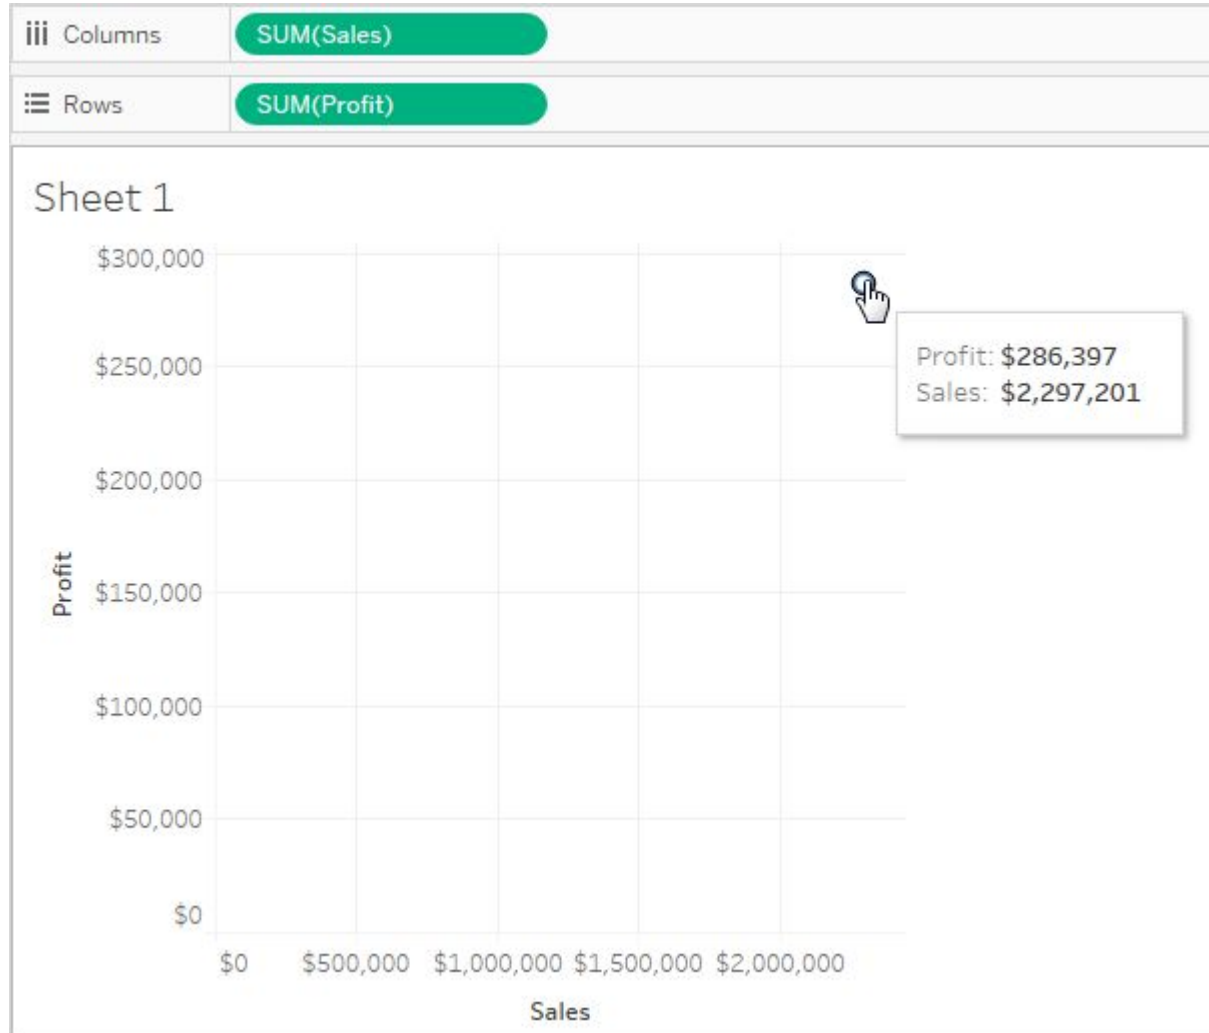 Columns SUM(Sales)
Rows SUM(Profit)
Sheet 1
$300,000
$250,000
$200,000
$150,000
$100,000
$50,000
$0
Profit
Profit: $286,397
Sales: $2,297,201
$0 $500,000 $1,000,000 $1,500,000 $2,000,000
Sales